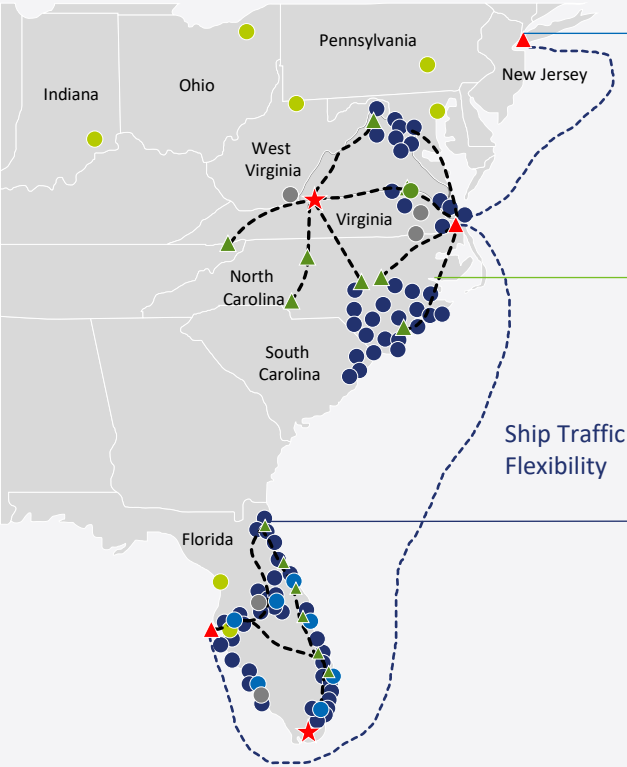 Pennsylvania
New Jersey
Ohio
Indiana
West
Virginia
Virginia
North
Carolina
South
Carolina
Ship Traffic
Flexibility
Florida